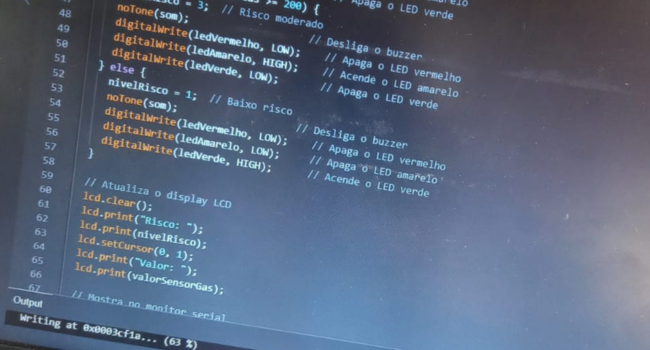 >= 200) { // Apaga o LED verde
= 3; // Risco moderado
48 noTone(som); // Desliga o buzzer
49 digitalWrite(ledVermelho, LOW); // Apaga o LED vermelho
50 digitalWrite(ledAmarelo, HIGH); // Acende o LED amarelo
51 digitalWrite(ledVerde, LOW); // Apaga o LED verde
52 } else {
53 nivelRisco = 1; // Baixo risco
54 noTone(som); // Desliga o buzzer
55 digitalWrite(ledVermelho, LOW); // Apaga o LED vermelho
56 digitalWrite(ledAmarelo, LOW); // Apaga o LED amarelo
57 digitalWrite(ledVerde, HIGH); // Acende o LED verde
58 }
59
60 // Atualiza o display LCD
61 lcd.clear();
62 lcd.print("Risco: ");
63 lcd.print(nivelRisco);
64 lcd.setCursor(0, 1);
65 lcd.print("Valor: ");
66 lcd.print(valorSensorGas);
67
// Mostra no monitor serial
Output
Writing at 0x0003cf1a... (63 %)